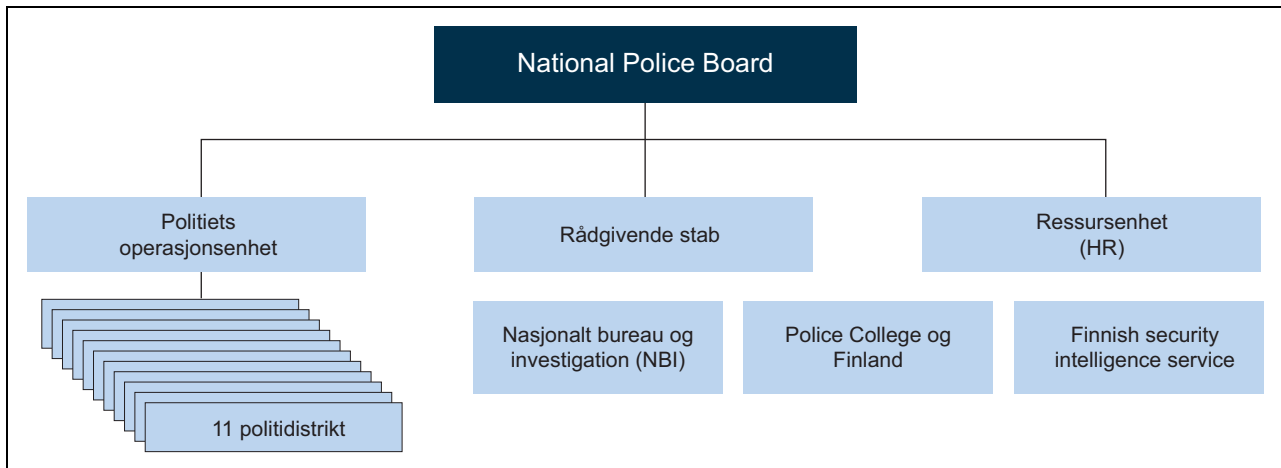 National Police Board
Politiets
operasjonsenhet
Rådgivende stab
Ressursenhet
(HR)
Nasjonalt bureau og
investigation (NBI)
Police College og
Finland
Finnish security
intelligence service
11 politidistrikt